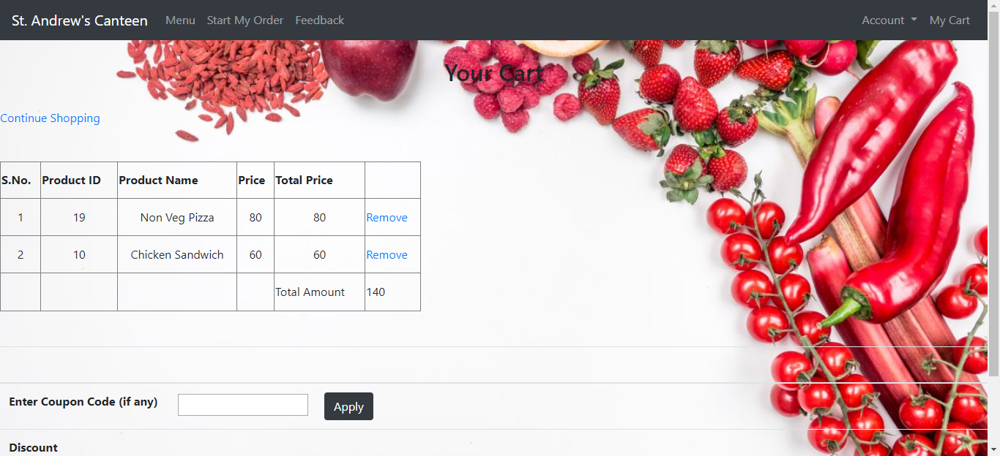 St. Andrew's Canteen Menu Start My Order Feedback Account My Cart
Your Cart
Continue Shopping
S.No. Product ID Product Name Price Total Price
1 19 Non Veg Pizza 80 80 Remove
2 10 Chicken Sandwich 60 60 Remove
Total Amount 140
Enter Coupon Code (if any) Apply
Discount